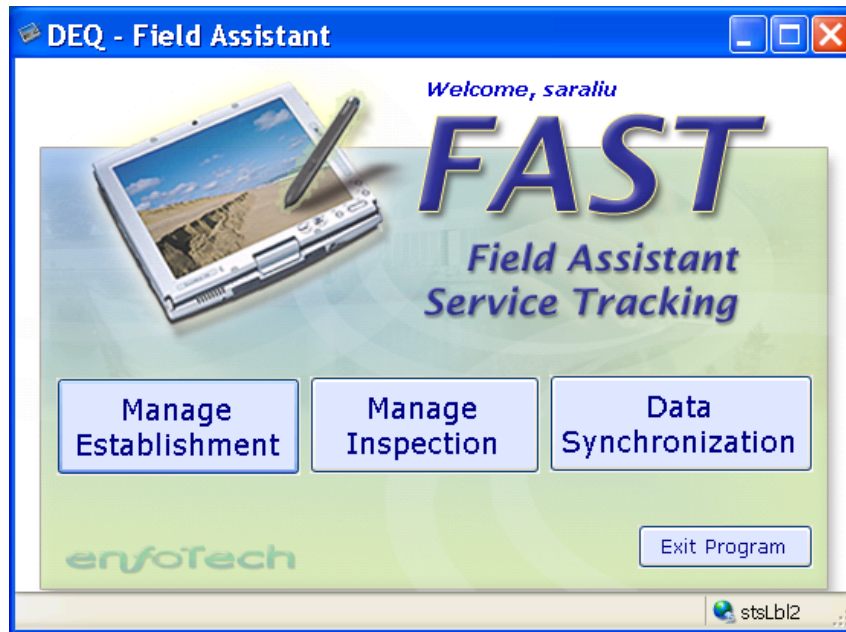 DEQ - Field Assistant
Welcome, saraliu
FAST
Field Assistant
Service Tracking
Manage
Establishment
Manage
Inspection
Data
Synchronization
enfoTech
Exit Program
stsLbl2